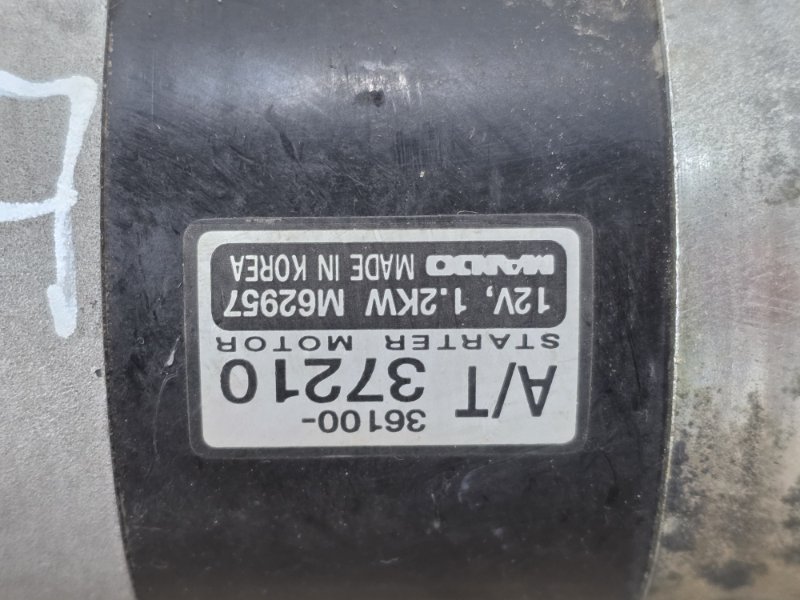 36100-
A/T 37210
STARTER MOTOR
12V, 1.2KW M62957
MANDO MADE IN KOREA